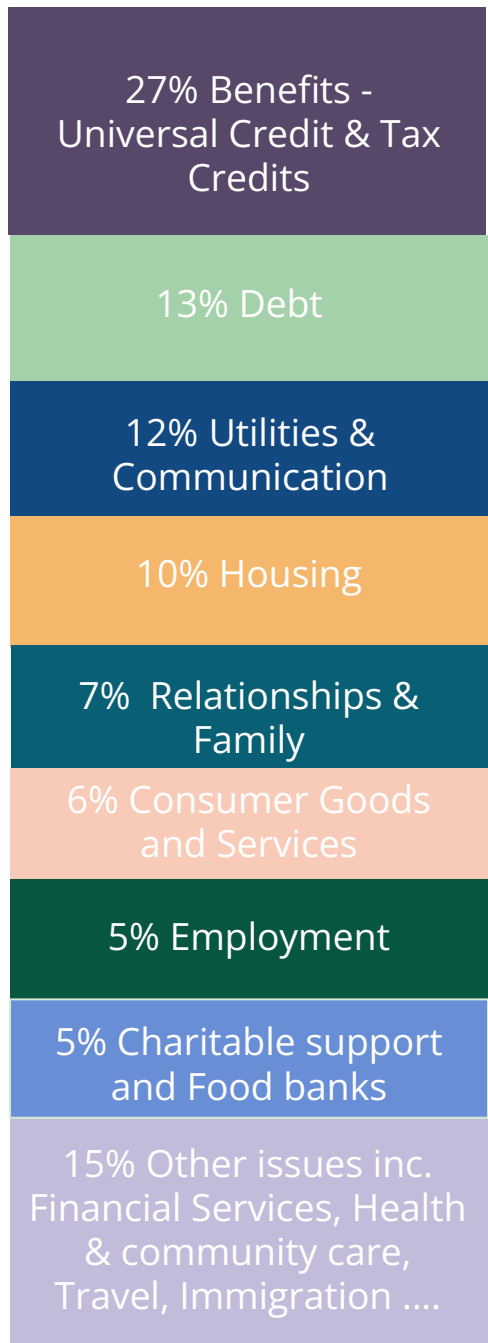 27% Benefits -
Universal Credit & Tax
Credits
13% Debt
12% Utilities &
Communication
10% Housing
7%  Relationships &
Family
6% Consumer Goods
and Services
5% Employment
5% Charitable support
and Food banks
15% Other issues inc.
Financial Services, Health
& community care,
Travel, Immigration ....